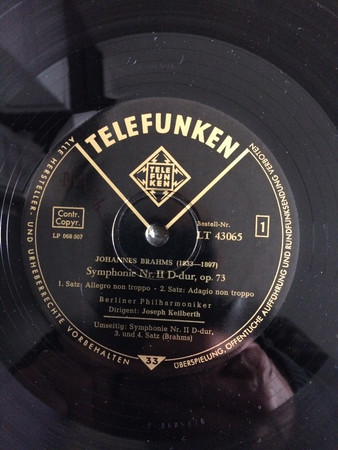 TELEFUNKEN
TELE
FUN
KEN
ALLE HERSTELLER- UND URHEBERRECHTE VORBEHALTEN
ÜBERSPIELUNG, ÖFFENTLICHE AUFFÜHRUNG UND RUNDFUNKSENDUNG VERBOTEN
Contr.
Copyr.
LP 068 507
Bestell-Nr.
LT 43065
1
JOHANNES BRAHMS (1833-1897)
Symphonie Nr. II D-dur, op. 73
1. Satz: Allegro non troppo - 2. Satz: Adagio non troppo
Berliner Philharmoniker
Dirigent: Joseph Keilberth
Umseitig: Symphonie Nr. II D-dur,
3. und 4. Satz (Brahms)
33